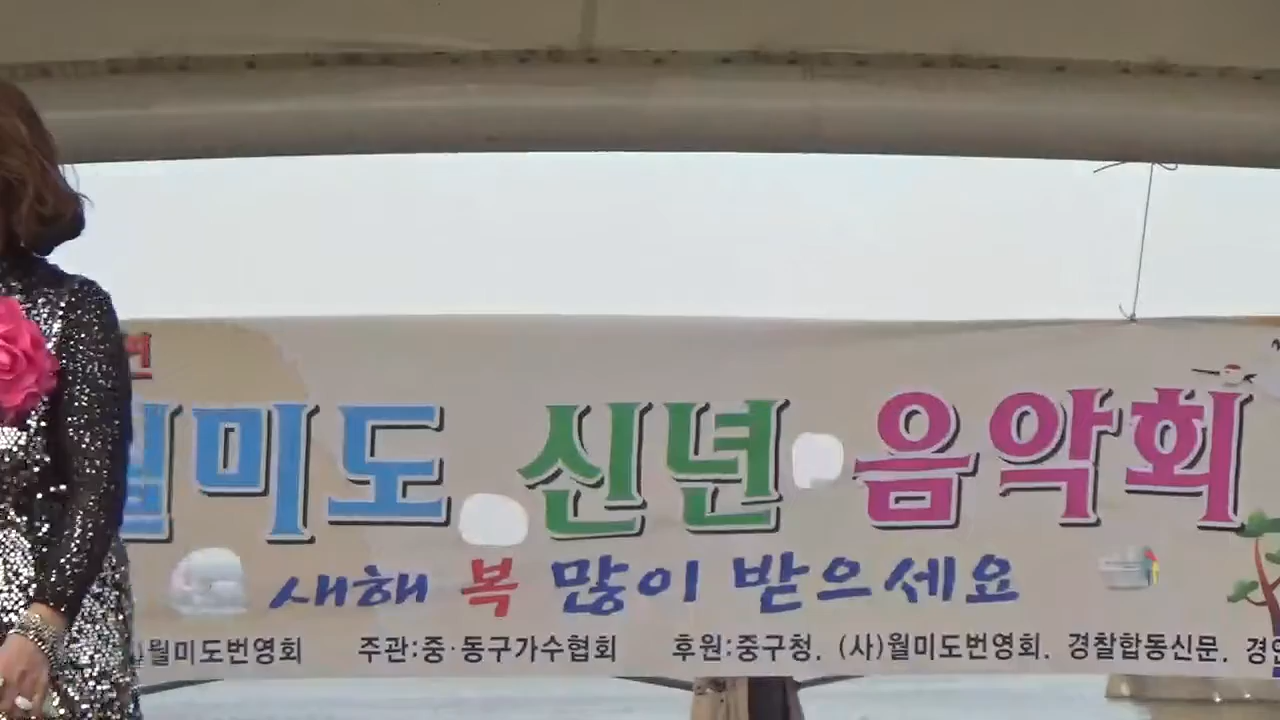 월미도 신년 음악회
새해 복 많이 받으세요
월미도번영회 주관:중·동구가수협회 후원:중구청, (사)월미도번영회, 경찰합동신문,